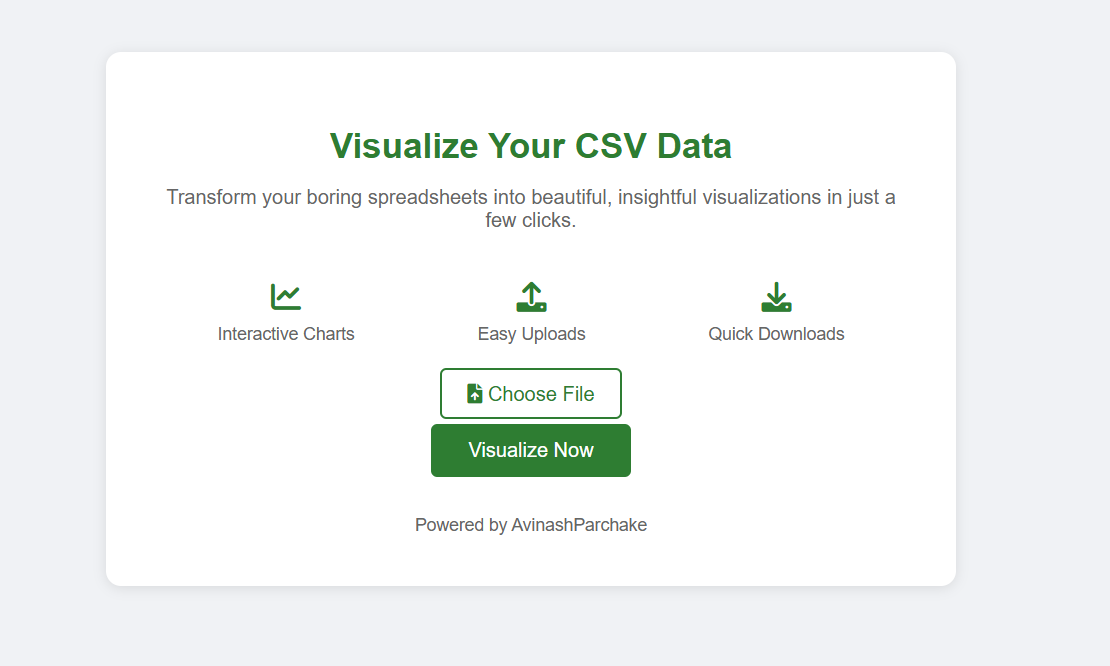 Visualize Your CSV Data
Transform your boring spreadsheets into beautiful, insightful visualizations in just a
few clicks.
Interactive Charts
Easy Uploads
Quick Downloads
Choose File
Visualize Now
Powered by AvinashParchake